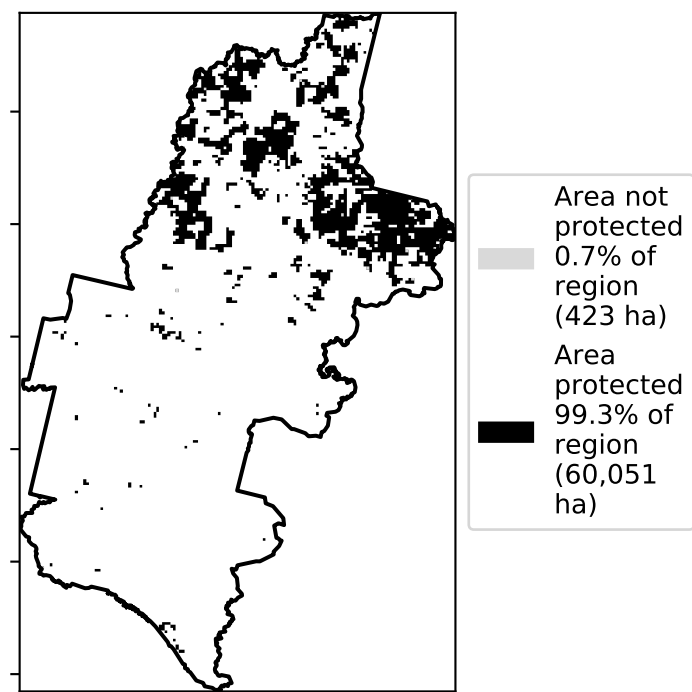 Area not
protected
0.7% of
region
(423 ha)
Area
protected
99.3% of
region
(60,051
ha)